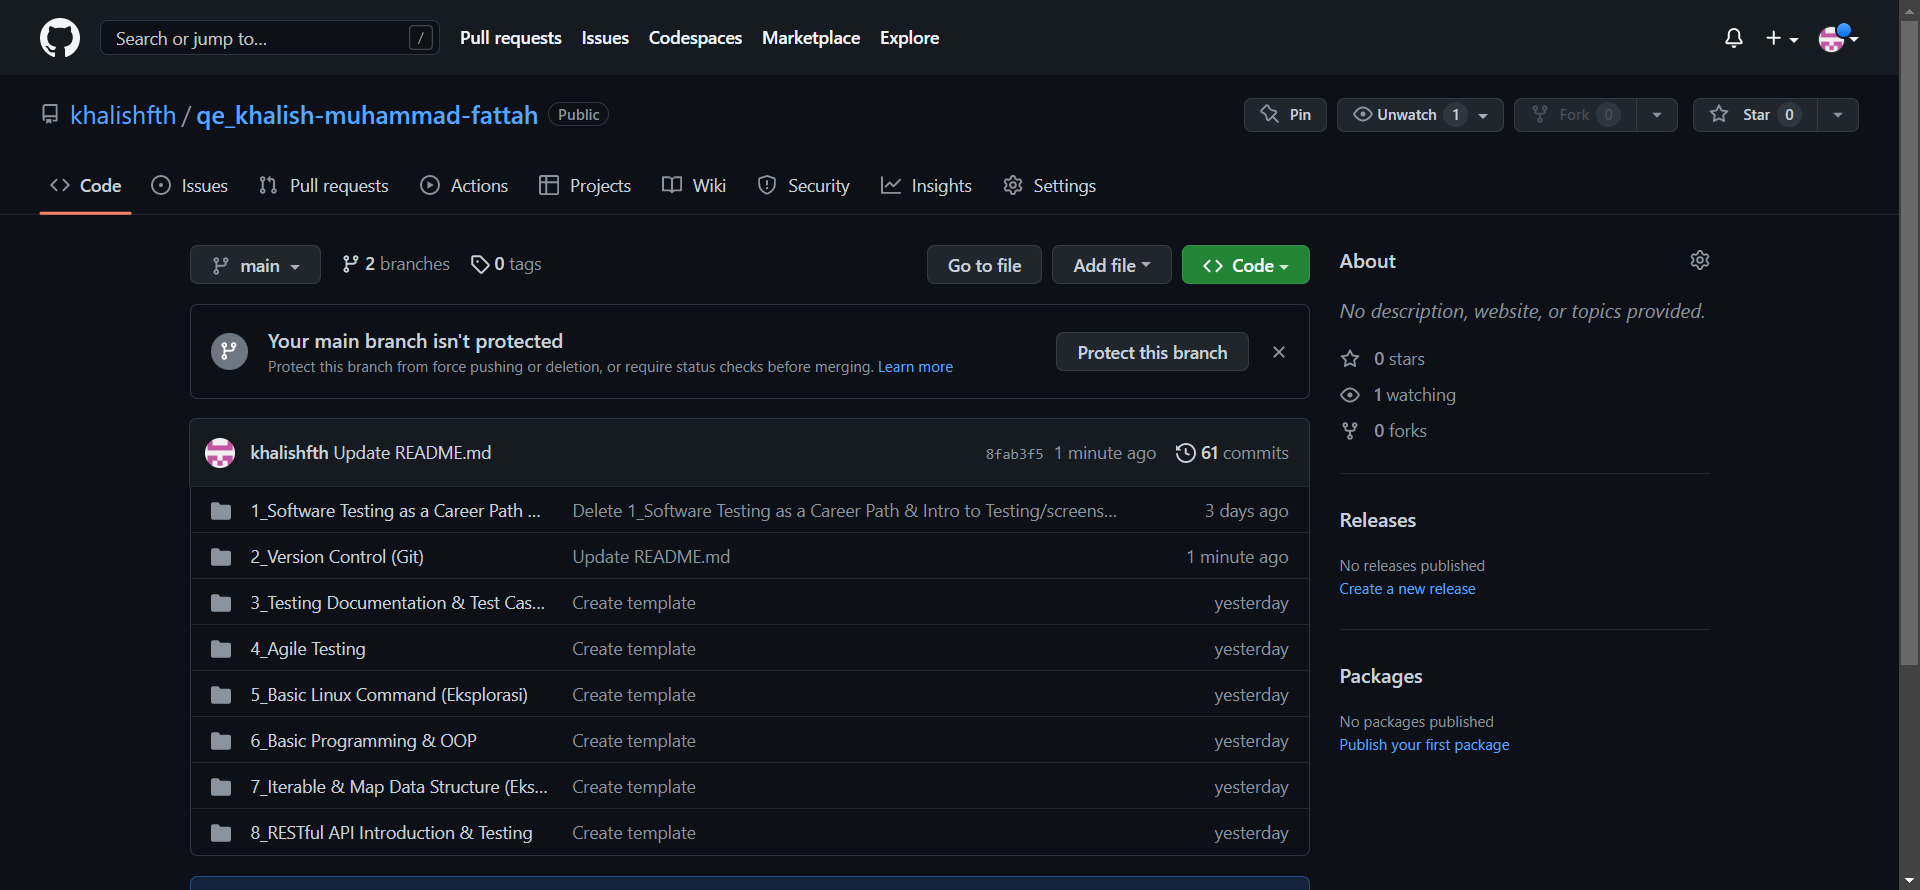 Search or jump to... /
Pull requests Issues Codespaces Marketplace Explore
khalishfth / qe_khalish-muhammad-fattah Public
Pin Unwatch 1 Fork 0 Star 0
Code Issues Pull requests Actions Projects Wiki Security Insights Settings
main 2 branches 0 tags Go to file Add file Code
Your main branch isn't protected
Protect this branch from force pushing or deletion, or require status checks before merging. Learn more
Protect this branch
khalishfth Update README.md 8fab3f5 1 minute ago 61 commits
1_Software Testing as a Career Path ... Delete 1_Software Testing as a Career Path & Intro to Testing/screens... 3 days ago
2_Version Control (Git) Update README.md 1 minute ago
3_Testing Documentation & Test Cas... Create template yesterday
4_Agile Testing Create template yesterday
5_Basic Linux Command (Eksplorasi) Create template yesterday
6_Basic Programming & OOP Create template yesterday
7_Iterable & Map Data Structure (Eks... Create template yesterday
8_RESTful API Introduction & Testing Create template yesterday
About
No description, website, or topics provided.
0 stars
1 watching
0 forks
Releases
No releases published
Create a new release
Packages
No packages published
Publish your first package